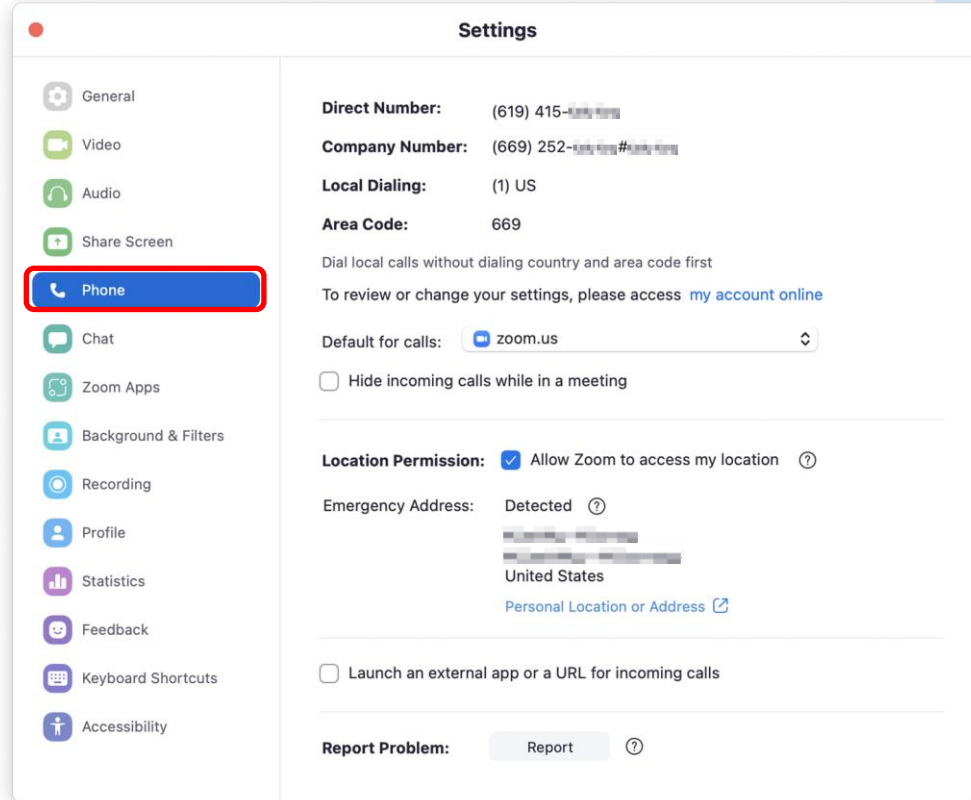 Settings
General
Video
Audio
Share Screen
Phone
Chat
Zoom Apps
Background & Filters
Recording
Profile
Statistics
Feedback
Keyboard Shortcuts
Accessibility
Direct Number: (619) 415-
Company Number: (669) 252- #
Local Dialing: (1) US
Area Code: 669
Dial local calls without dialing country and area code first
To review or change your settings, please access my account online
Default for calls: zoom.us
Hide incoming calls while in a meeting
Location Permission: Allow Zoom to access my location ?
Emergency Address: Detected ?
United States
Personal Location or Address
Launch an external app or a URL for incoming calls
Report Problem: Report ?